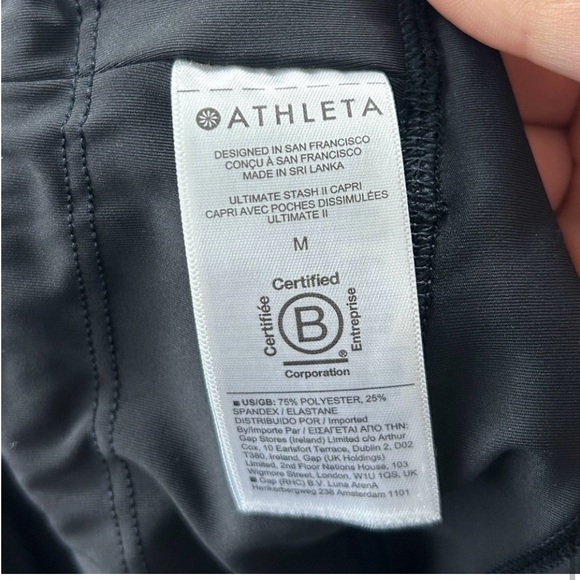 ATHLETA
DESIGNED IN SAN FRANCISCO
CONÇU À SAN FRANCISCO
MADE IN SRI LANKA
ULTIMATE STASH II CAPRI
CAPRI AVEC POCHES DISSIMULÉES
ULTIMATE II
M
Certified
Certifiée
B
Entreprise
®
Corporation
■ US/GB: 75% POLYESTER, 25%
SPANDEX / ELASTANE
DISTRIBUIDO POR / Imported
By/Importe Par / ΕΙΣΑΓΕΤΑΙ ΑΠΟ ΤΗΝ:
Gap Stores (Ireland) Limited c/o Arthur
Cox, 10 Earlsfort Terrace, Dublin 2, D02
T380, Ireland, Gap (UK Holdings)
Limited, 2nd Floor Nations House, 103
Wigmore Street, London, W1U 1QS, UK
■ Gap (RHC) B.V. Luna ArenA
Herikerbergweg 238 Amsterdam 1101